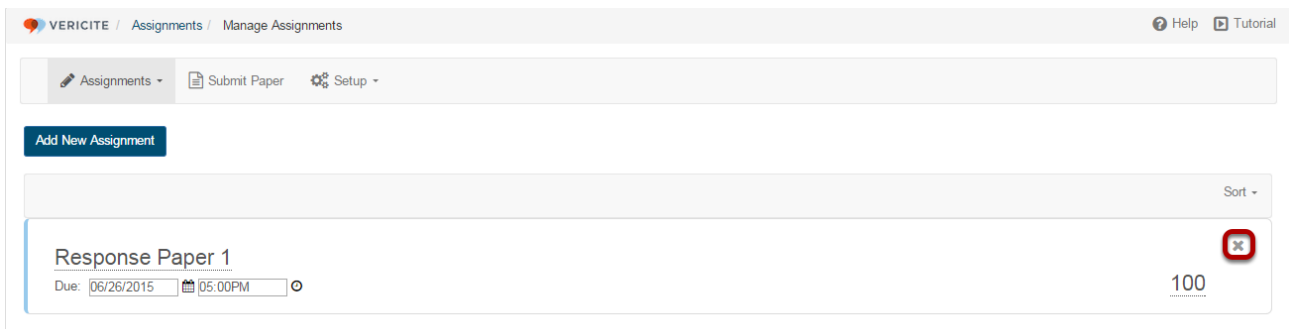 VERICITE / Assignments / Manage Assignments Help Tutorial
Assignments Submit Paper Setup
Add New Assignment
Sort
Response Paper 1
Due: 06/26/2015 05:00PM
100